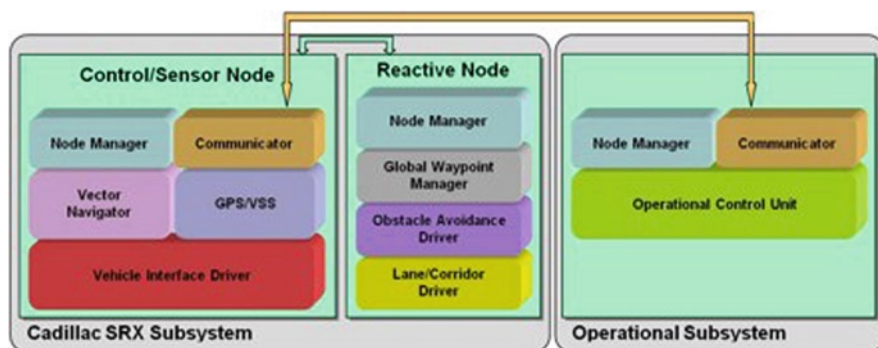 Control/Sensor Node
Node Manager
Communicator
Vector
Navigator
GPS/VSS
Vehicle Interface Driver
Reactive Node
Node Manager
Global Waypoint
Manager
Obstacle Avoidance
Driver
Lane/Corridor
Driver
Cadillac SRX Subsystem
Node Manager
Communicator
Operational Control Unit
Operational Subsystem